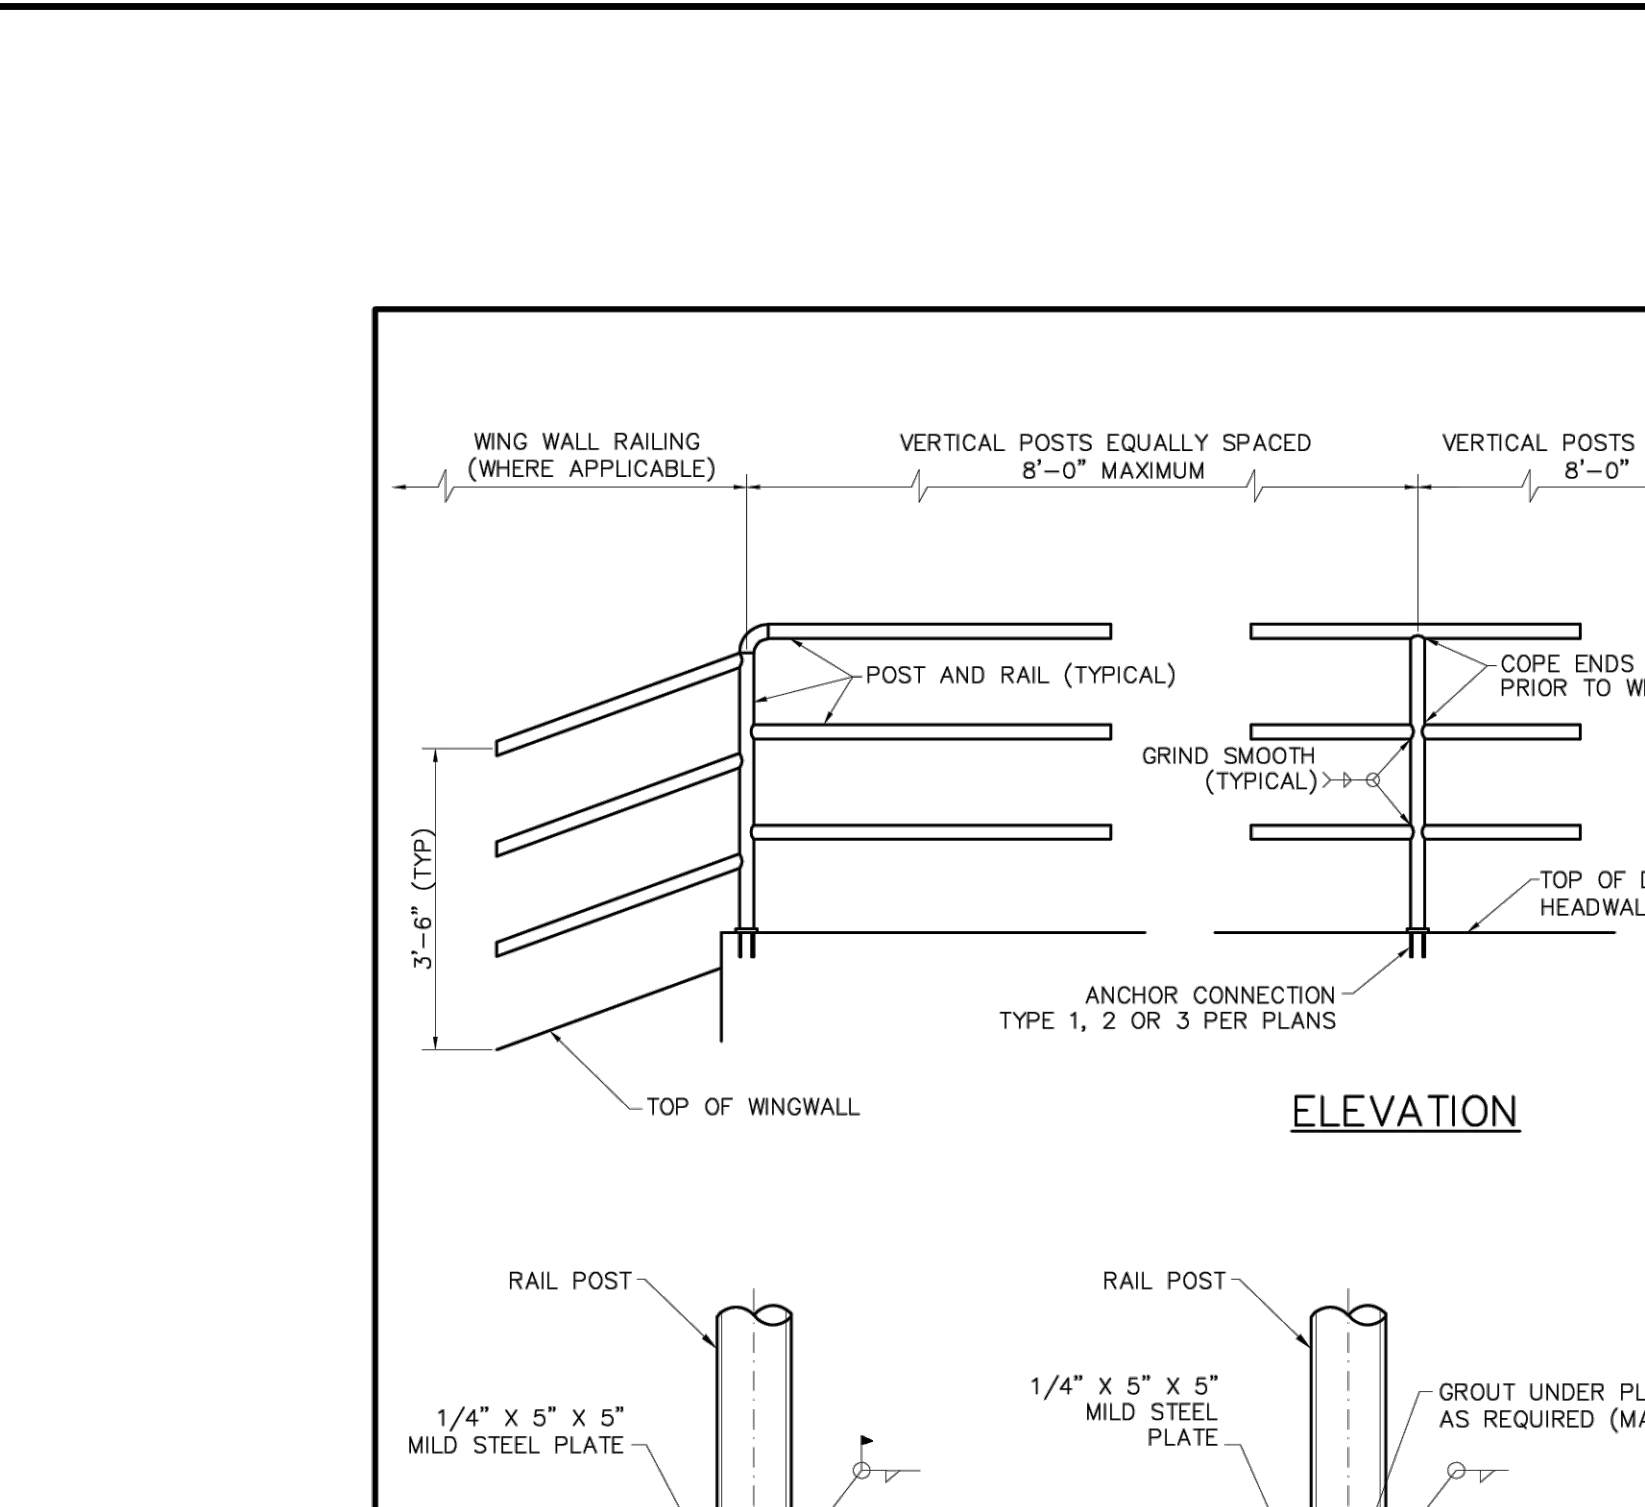 WING WALL RAILING
(WHERE APPLICABLE)
VERTICAL POSTS EQUALLY SPACED
8'-0" MAXIMUM
VERTICAL POSTS
8'-0"
POST AND RAIL (TYPICAL)
COPE ENDS
PRIOR TO
GRIND SMOOTH
(TYPICAL)
3'-6" (TYP)
TOP OF
ANCHOR CONNECTION
TYPE 1, 2 OR 3 PER PLANS
TOP OF WINGWALL
ELEVATION
RAIL POST
RAIL POST
1/4" X 5" X 5"
MILD STEEL PLATE
1/4" X 5" X 5"
MILD STEEL
PLATE
GROUT UNDER
AS REQUIRED